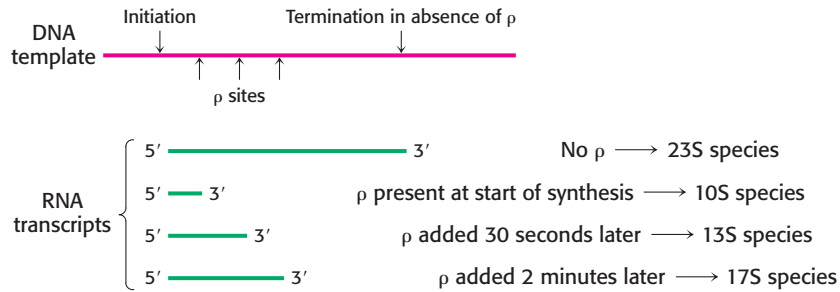 Initiation
Termination in absence of ρ
DNA
template
ρ sites
5′ 3′ No ρ → 23S species
RNA
transcripts
5′ 3′ ρ present at start of synthesis → 10S species
5′ 3′ ρ added 30 seconds later → 13S species
5′ 3′ ρ added 2 minutes later → 17S species